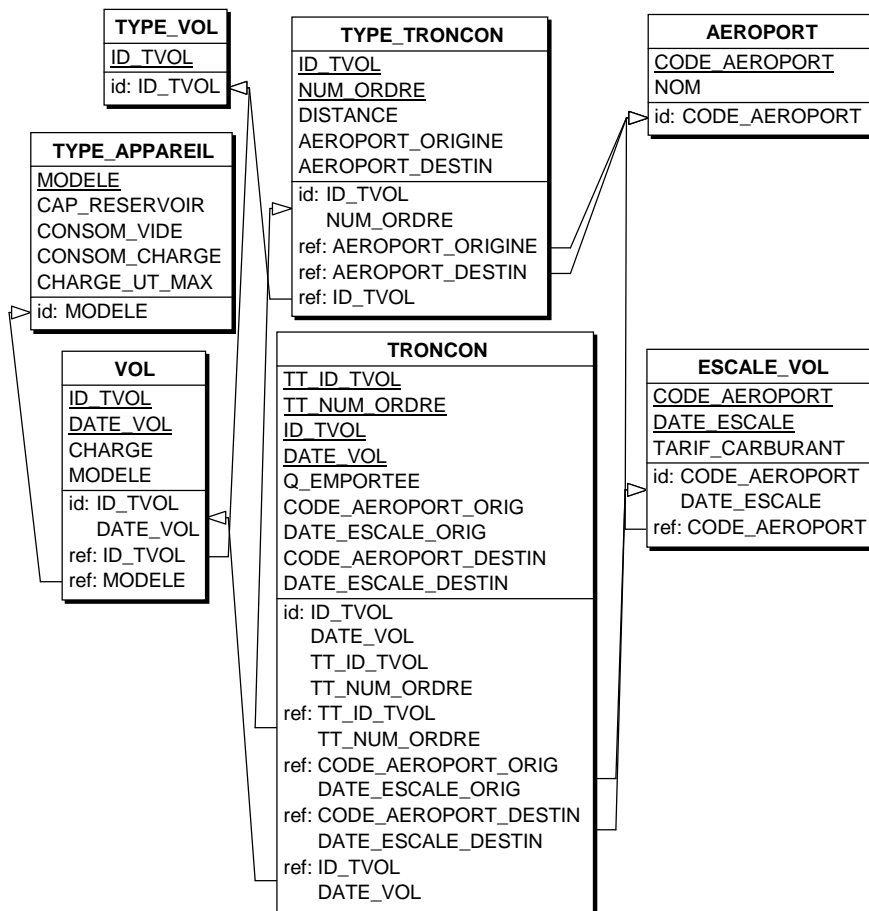 TYPE_VOL
ID_TVOL
id: ID_TVOL
TYPE_TRONCON
ID_TVOL
NUM_ORDRE
DISTANCE
AEROPORT_ORIGINE
AEROPORT_DESTIN
id: ID_TVOL
NUM_ORDRE
ref: AEROPORT_ORIGINE
ref: AEROPORT_DESTIN
ref: ID_TVOL
AEROPORT
CODE_AEROPORT
NOM
id: CODE_AEROPORT
TYPE_APPAREIL
MODELE
CAP_RESERVOIR
CONSOM_VIDE
CONSOM_CHARGE
CHARGE_UT_MAX
id: MODELE
VOL
ID_TVOL
DATE_VOL
CHARGE
MODELE
id: ID_TVOL
DATE_VOL
ref: ID_TVOL
ref: MODELE
TRONCON
TT_ID_TVOL
TT_NUM_ORDRE
ID_TVOL
DATE_VOL
Q_EMPORTEE
CODE_AEROPORT_ORIG
DATE_ESCALE_ORIG
CODE_AEROPORT_DESTIN
DATE_ESCALE_DESTIN
id: ID_TVOL
DATE_VOL
TT_ID_TVOL
TT_NUM_ORDRE
ref: TT_ID_TVOL
TT_NUM_ORDRE
ref: CODE_AEROPORT_ORIG
DATE_ESCALE_ORIG
ref: CODE_AEROPORT_DESTIN
DATE_ESCALE_DESTIN
ref: ID_TVOL
DATE_VOL
ESCALE_VOL
CODE_AEROPORT
DATE_ESCALE
TARIF_CARBURANT
id: CODE_AEROPORT
DATE_ESCALE
ref: CODE_AEROPORT